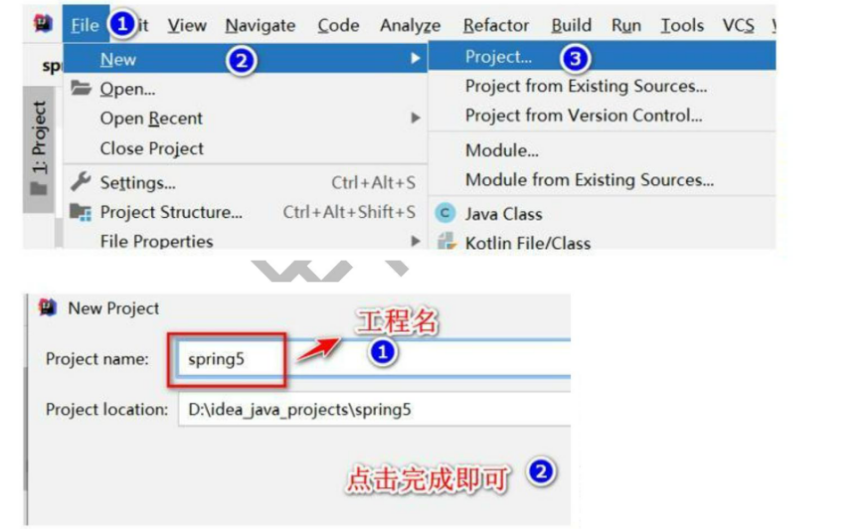 File 1 it View Navigate Code Analyze Refactor Build Run Tools VCS
sp
New 2 Project... 3
Open... Project from Existing Sources...
Open Recent Project from Version Control...
Close Project Module...
Settings... Ctrl+Alt+S Module from Existing Sources...
Project Structure... Ctrl+Alt+Shift+S C Java Class
File Properties Kotlin File/Class
1: Project
New Project
工程名
Project name: spring5 1
Project location: D:\idea_java_projects\spring5
点击完成即可 2